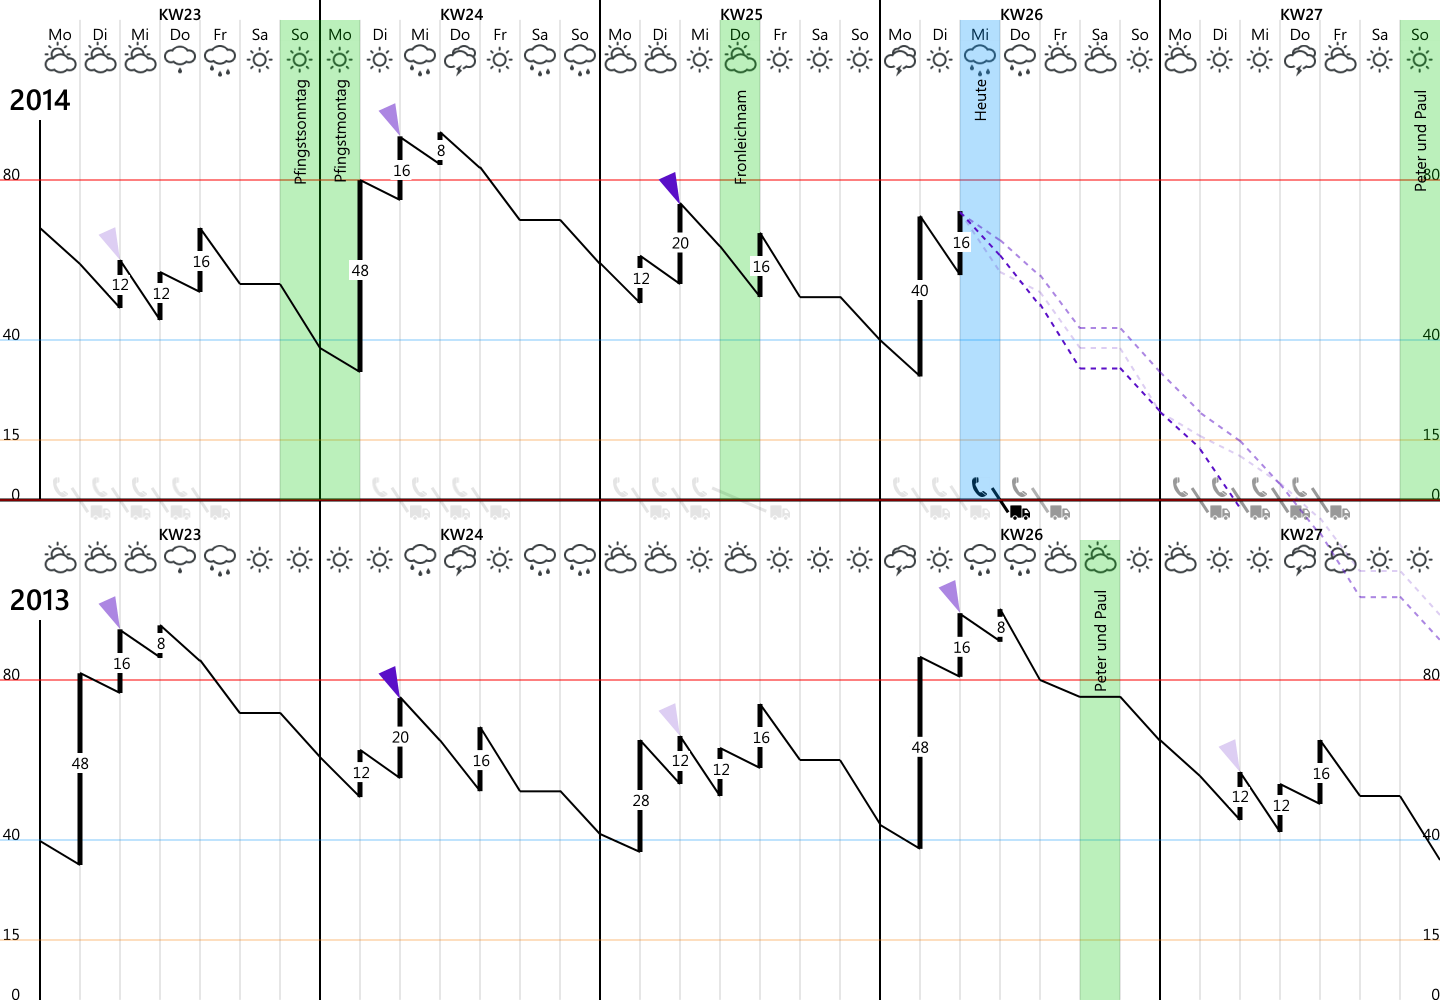 KW23 KW24 KW25 KW26 KW27
Mo Di Mi Do Fr Sa So Mo Di Mi Do Fr Sa So Mo Di Mi Do Fr Sa So Mo Di Mi Do Fr Sa So Mo Di Mi Do Fr Sa So
2014
Pfingstsonntag
Pfingstmontag
Fronleichnam
Heute
Peter und Paul
8
16
80 80
20
12 12 16 48 12 16 40 16
40 40
15 15
0 0
KW23 KW24 KW25 KW26 KW27
2013
Peter und Paul
16 8 16 8
80 80
48 12 20 16 28 12 12 16 48 12 12 16
40 40
15 15
0 0